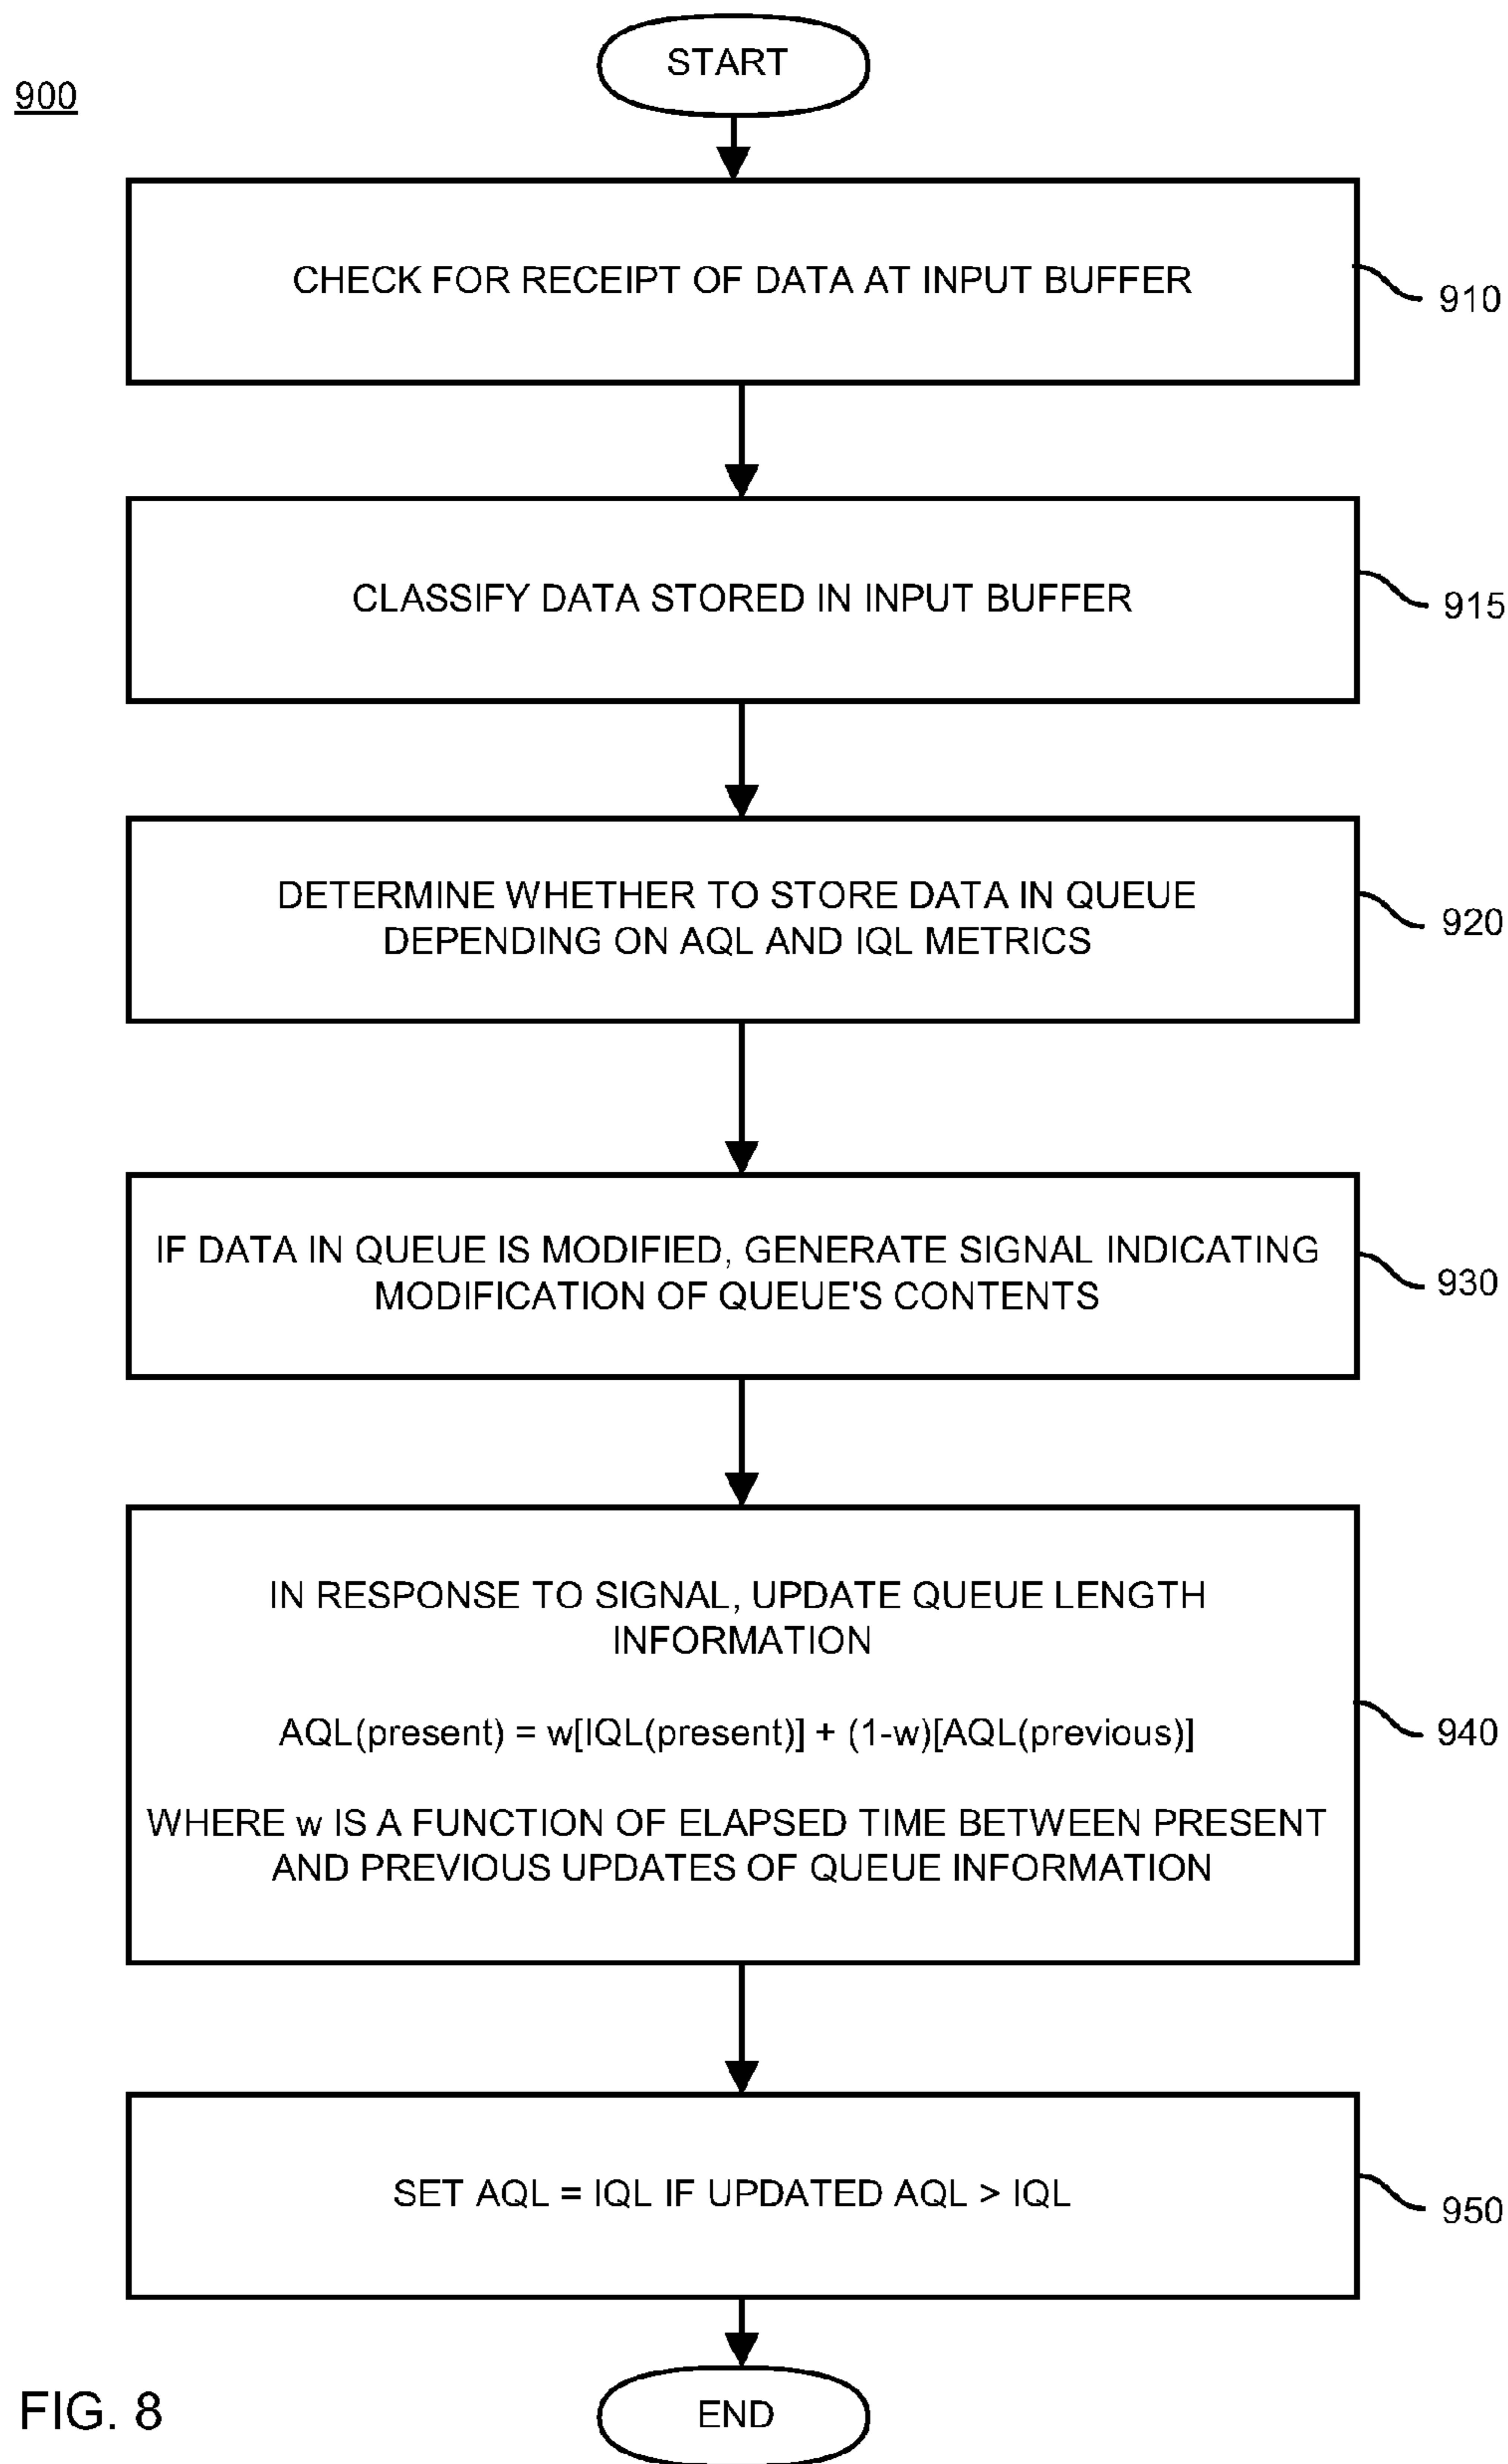 START
900
CHECK FOR RECEIPT OF DATA AT INPUT BUFFER
910
CLASSIFY DATA STORED IN INPUT BUFFER
915
DETERMINE WHETHER TO STORE DATA IN QUEUE
DEPENDING ON AQL AND IQL METRICS
920
IF DATA IN QUEUE IS MODIFIED, GENERATE SIGNAL INDICATING
MODIFICATION OF QUEUE'S CONTENTS
930
IN RESPONSE TO SIGNAL, UPDATE QUEUE LENGTH
INFORMATION
AQL(present) = w[IQL(present)] + (1-w)[AQL(previous)]
WHERE w IS A FUNCTION OF ELAPSED TIME BETWEEN PRESENT
AND PREVIOUS UPDATES OF QUEUE INFORMATION
940
SET AQL = IQL IF UPDATED AQL > IQL
950
END
FIG. 8